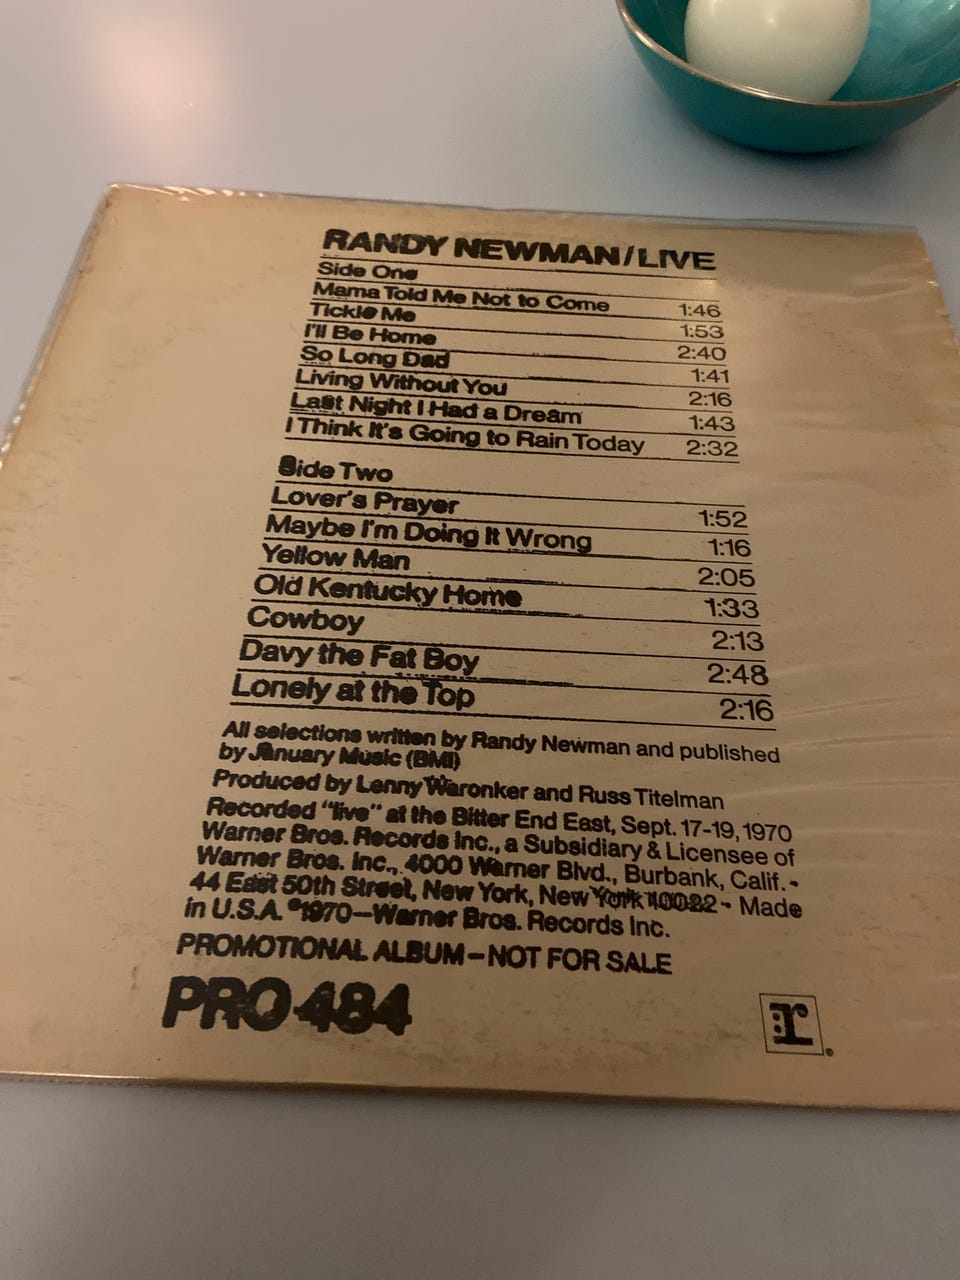 RANDY NEWMAN/LIVE
Side One
Mama Told Me Not to Come 1:46
Tickle Me 1:53
I'll Be Home 2:40
So Long Dad 1:41
Living Without You 2:16
Last Night I Had a Dream 1:43
I Think It's Going to Rain Today 2:32
Side Two
Lover's Prayer 1:52
Maybe I'm Doing It Wrong 1:16
Yellow Man 2:05
Old Kentucky Home 1:33
Cowboy 2:13
Davy the Fat Boy 2:48
Lonely at the Top 2:16
All selections written by Randy Newman and published
by January Music (BMI)
Produced by Lenny Waronker and Russ Titelman
Recorded "live" at the Bitter End East, Sept. 17-19, 1970
Warner Bros. Records Inc., a Subsidiary & Licensee of
Warner Bros. Inc., 4000 Warner Blvd., Burbank, Calif. -
44 East 50th Street, New York, New York 10022 - Made
in U.S.A. ℗1970—Warner Bros. Records Inc.
PROMOTIONAL ALBUM—NOT FOR SALE
PRO 484
r®